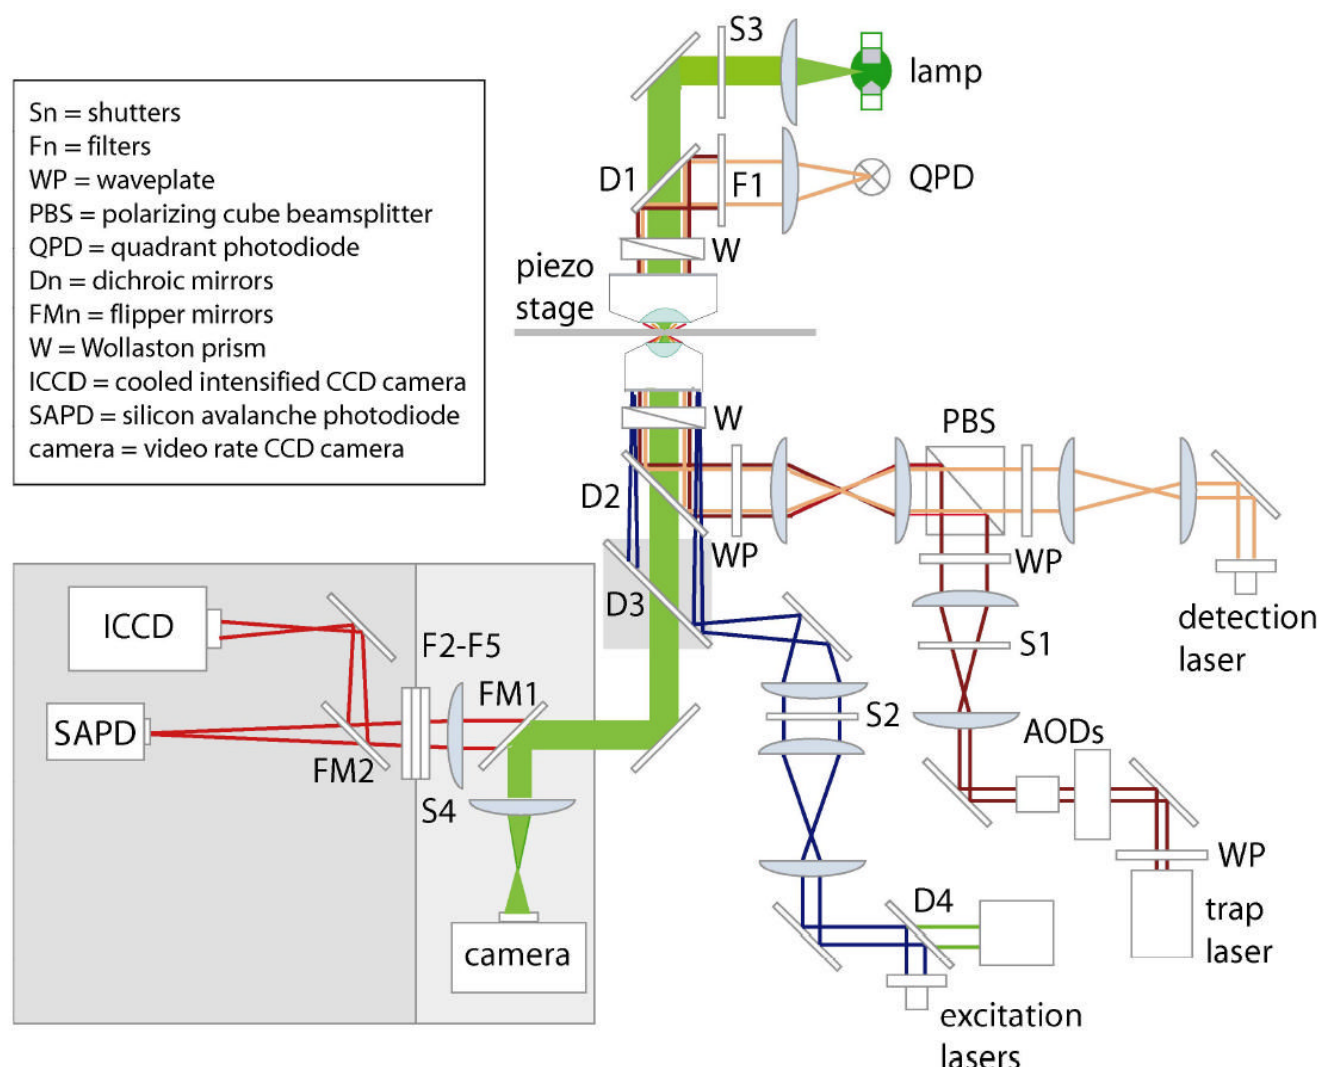 S3
lamp
Sn = shutters
Fn = filters
WP = waveplate
PBS = polarizing cube beamsplitter
QPD = quadrant photodiode
Dn = dichroic mirrors
FMn = flipper mirrors
W = Wollaston prism
ICCD = cooled intensified CCD camera
SAPD = silicon avalanche photodiode
camera = video rate CCD camera
D1
F1
QPD
W
piezo
stage
W
PBS
D2
WP
WP
detection
laser
D3
ICCD
F2-F5
S1
FM1
SAPD
FM2
S2
AODs
S4
WP
trap
laser
D4
camera
excitation
lasers